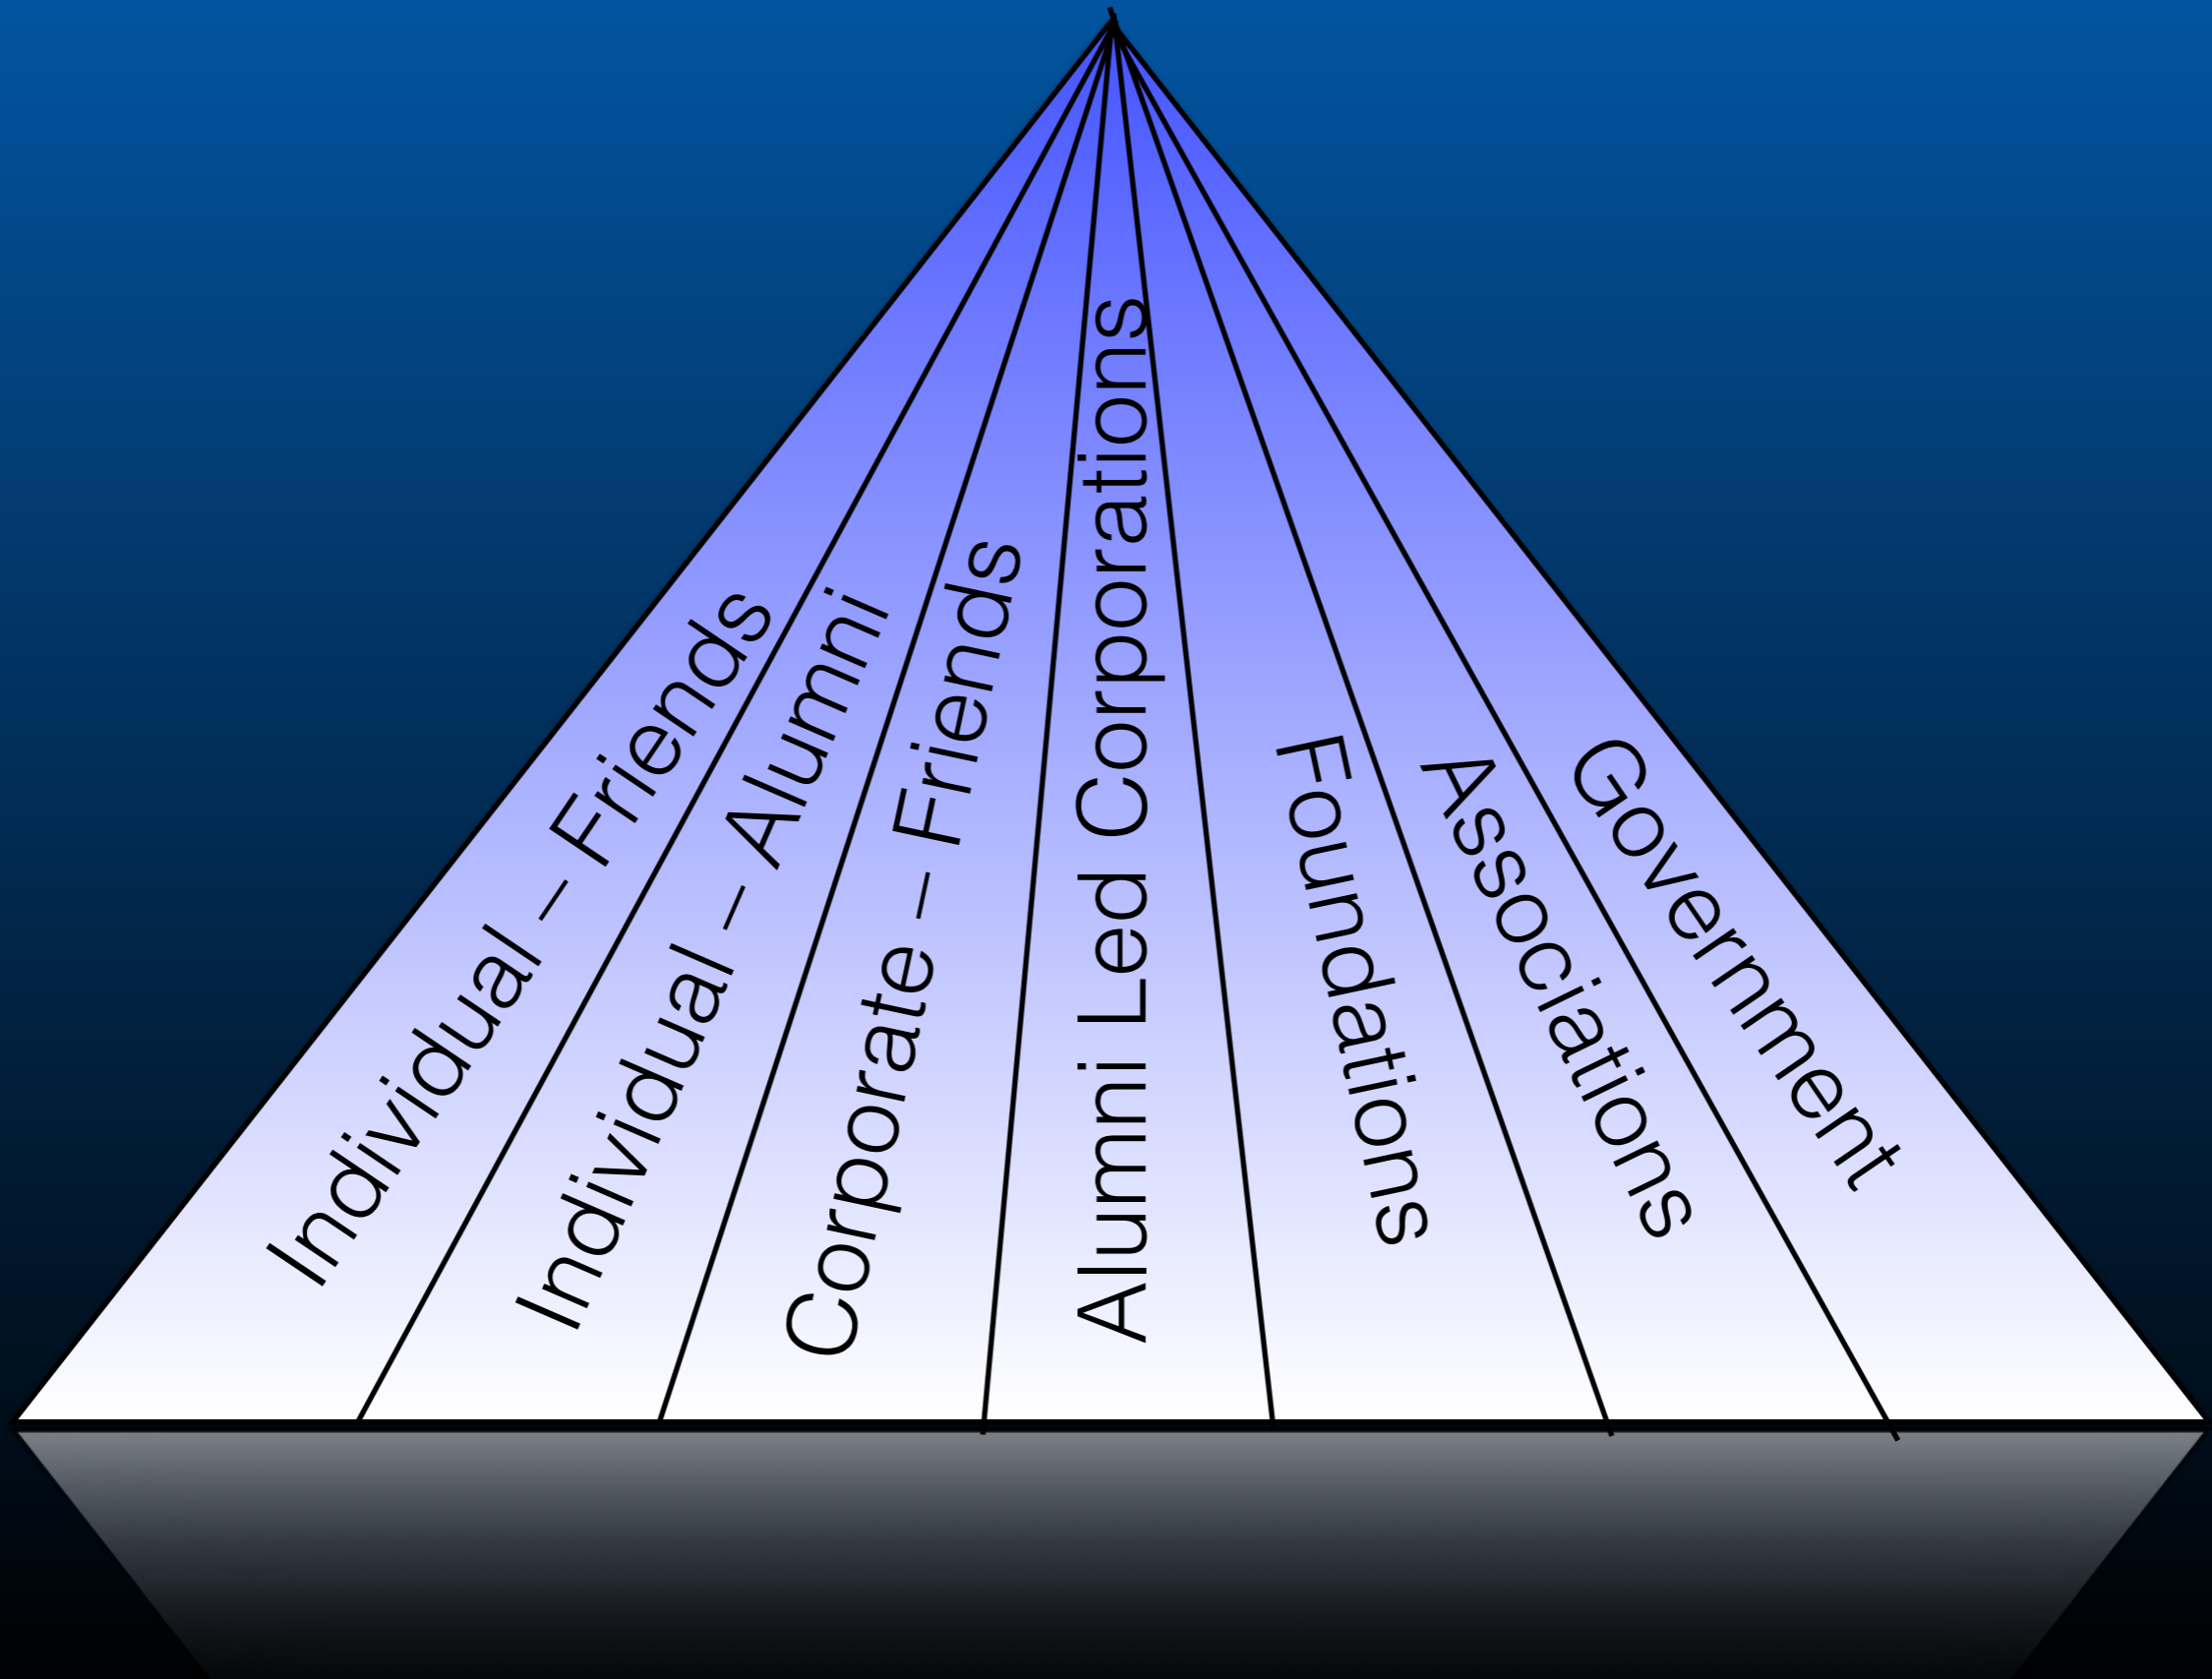 Individual – Friends
Individual – Alumni
Corporate – Friends
Alumni Led Corporations
Foundations
Associations
Government